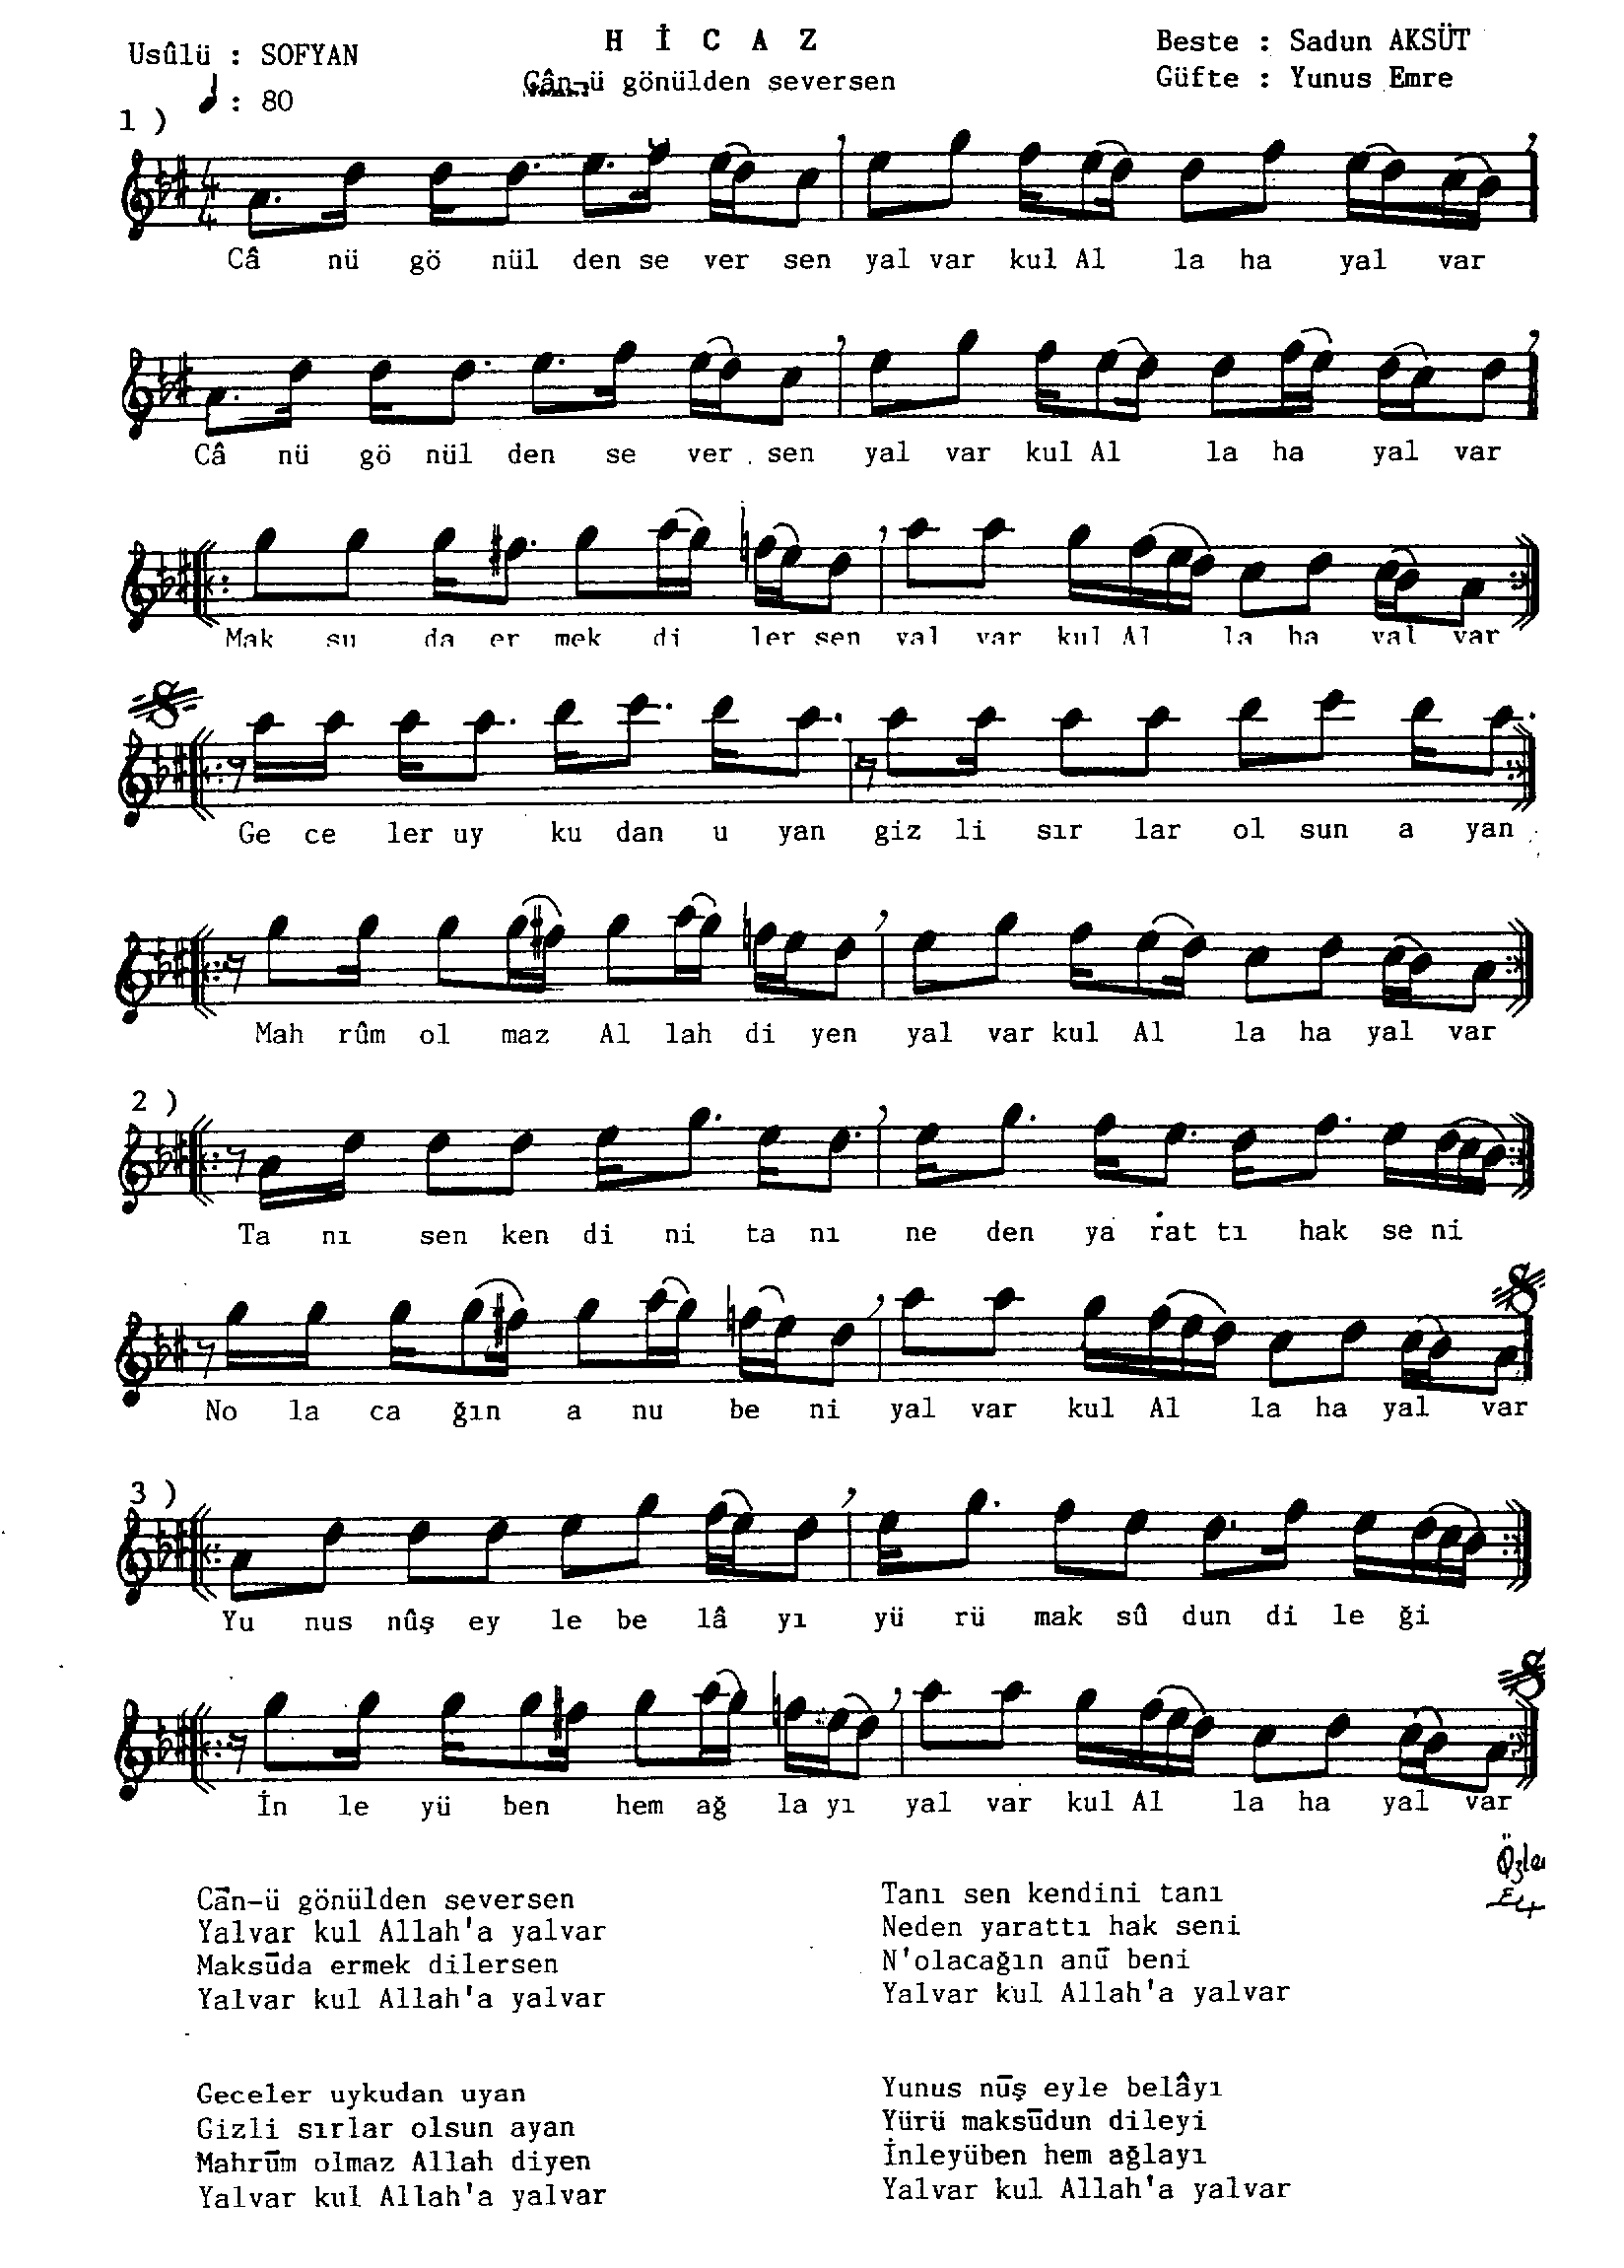 Usûlü : SOFYAN
: 80
H İ C A Z
Cân-ü gönülden seversen
Beste : Sadun AKSÜT
Güfte : Yunus Emre
1 )
4
4
Câ nü gö nül den se ver sen yal var kul Al la ha yal var
Câ nü gö nül den se ver sen yal var kul Al la ha yal var
Mak su da er mek di ler sen yal var kul Al la ha yal var
Ge ce ler uy ku dan u yan giz li sır lar ol sun a yan
Mah rûm ol maz Al lah di yen yal var kul Al la ha yal var
2 )
Ta nı sen ken di ni ta nı ne den ya rat tı hak se ni
No la ca ğın a nu be ni yal var kul Al la ha yal var
3 )
Yu nus nûş ey le be lâ yı yü rü mak sû dun di le ği
İn le yü ben hem ağ la yı yal var kul Al la ha yal var
Cān-ü gönülden seversen
Yalvar kul Allah'a yalvar
Maksūda ermek dilersen
Yalvar kul Allah'a yalvar
Geceler uykudan uyan
Gizli sırlar olsun ayan
Mahrūm olmaz Allah diyen
Yalvar kul Allah'a yalvar
Tanı sen kendini tanı
Neden yarattı hak seni
N'olacağın anū beni
Yalvar kul Allah'a yalvar
Yunus nūş eyle belâyı
Yürü maksūdun dileyi
İnleyüben hem ağlayı
Yalvar kul Allah'a yalvar